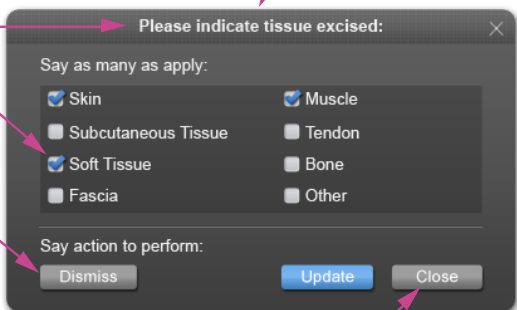 Please indicate tissue excised:
Say as many as apply:
Skin Muscle
Subcutaneous Tissue Tendon
Soft Tissue Bone
Fascia Other
Say action to perform:
Dismiss Update Close